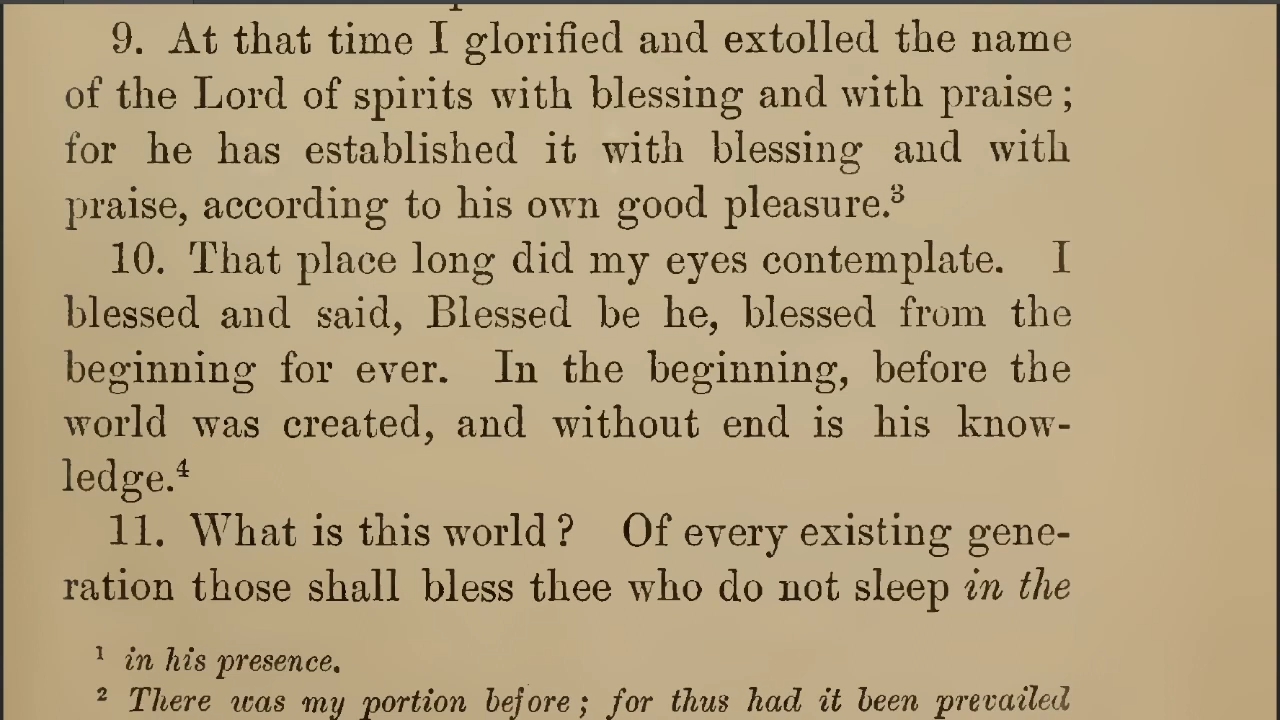 9. At that time I glorified and extolled the name
of the Lord of spirits with blessing and with praise;
for he has established it with blessing and with
praise, according to his own good pleasure.³
10. That place long did my eyes contemplate. I
blessed and said, Blessed be he, blessed from the
beginning for ever. In the beginning, before the
world was created, and without end is his know-
ledge.⁴
11. What is this world? Of every existing gene-
ration those shall bless thee who do not sleep in the
¹ in his presence.
² There was my portion before; for thus had it been prevailed